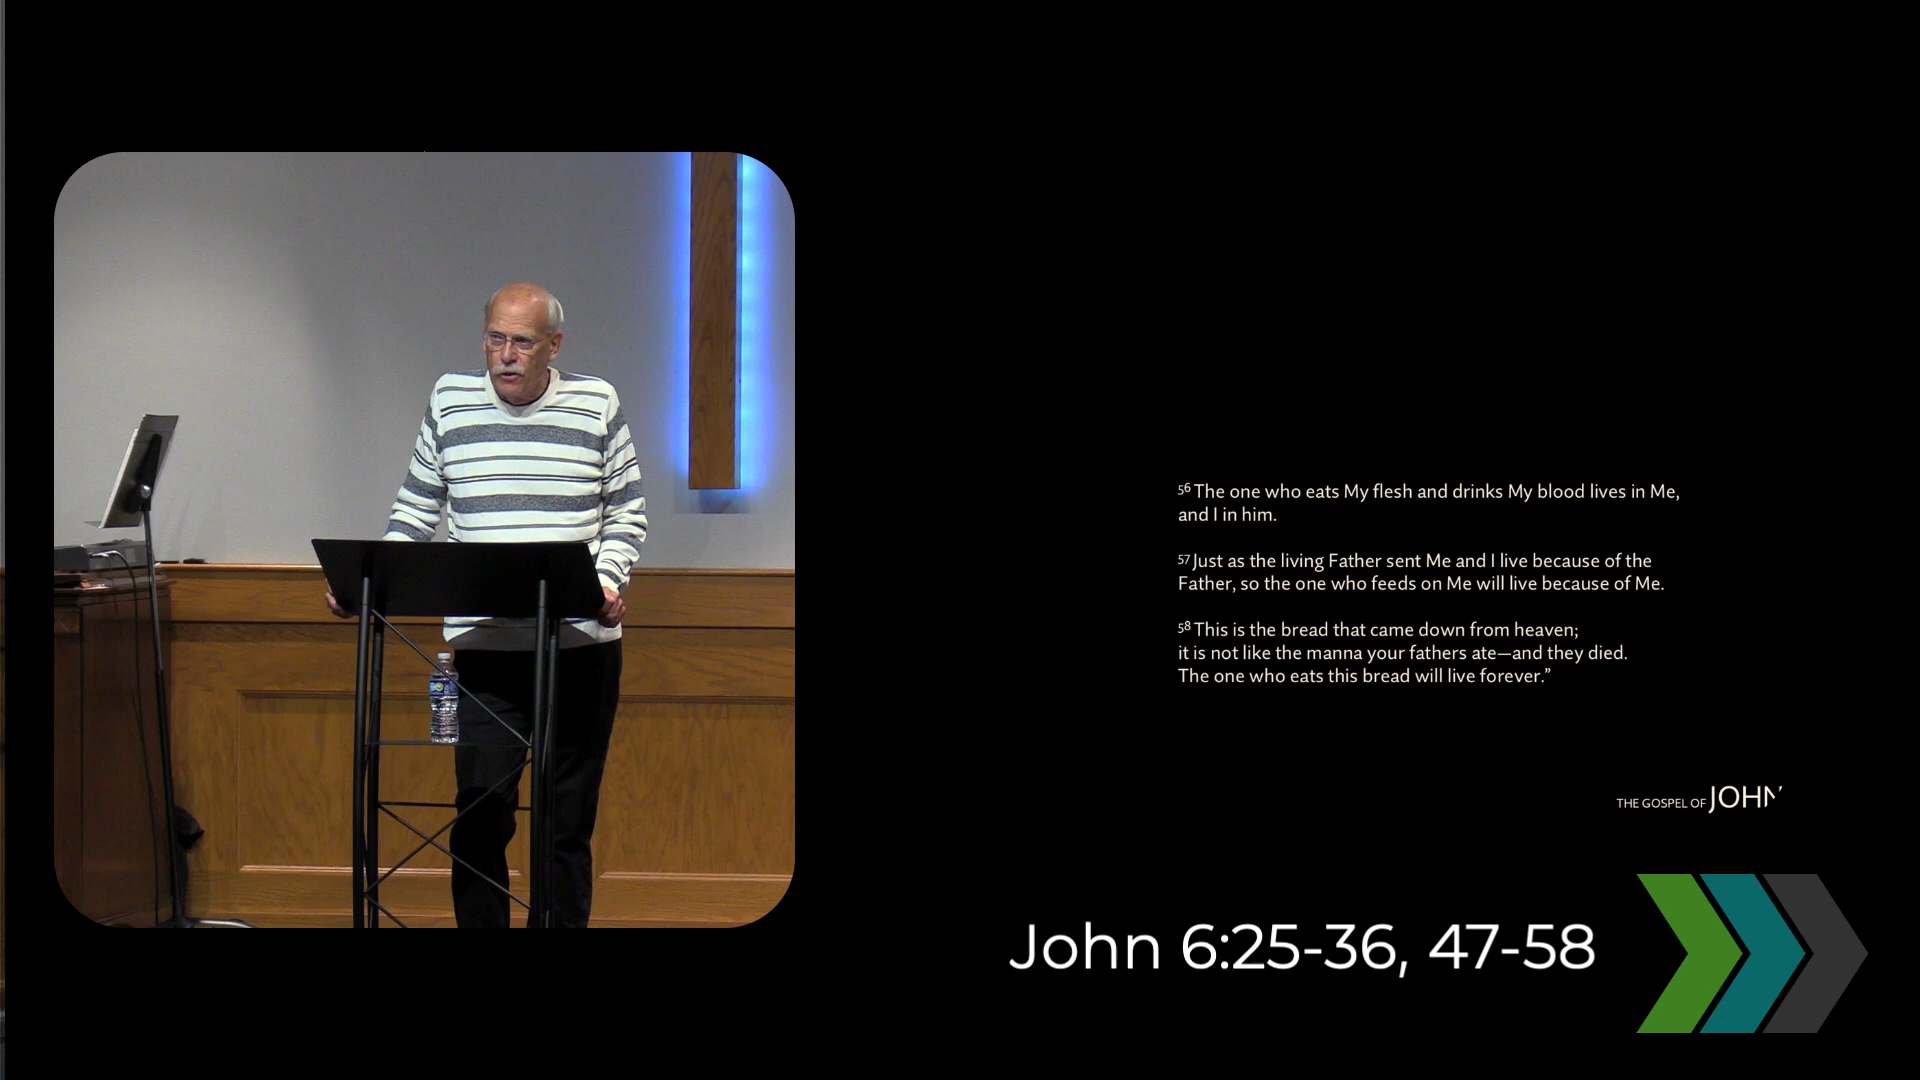 56 The one who eats My flesh and drinks My blood lives in Me,
and I in him.
57 Just as the living Father sent Me and I live because of the
Father, so the one who feeds on Me will live because of Me.
58 This is the bread that came down from heaven;
it is not like the manna your fathers ate—and they died.
The one who eats this bread will live forever.”
THE GOSPEL OF JOHN
John 6:25-36, 47-58